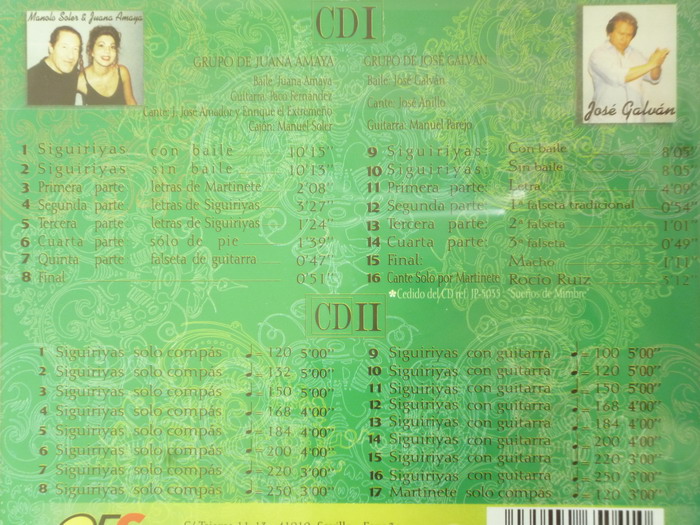 Manolo Soler & Juana Amaya
CD I
GRUPO DE JUANA AMAYA
Baile: Juana Amaya
Guitarra: Paco Fernández
Cante: J. José Amador y Enrique el Extremeño
Cajón: Manuel Soler
GRUPO DE JOSÉ GALVÁN
Baile: José Galván
Cante: José Anillo
Guitarra: Manuel Parejo
José Galván
1 Siguiriyas con baile 10'15"
2 Siguiriyas sin baile 10'15"
3 Primera parte letras de Martinete 2'08"
4 Segunda parte letras de Siguiriyas 3'27"
5 Tercera parte letras de Siguiriyas 1'24"
6 Cuarta parte sólo de pie 1'39"
7 Quinta parte falseta de guitarra 0'47"
8 Final 0'51"
9 Siguiriyas: Con baile 8'05"
10 Siguiriyas: Sin baile 8'05"
11 Primera parte: Letra 4'09"
12 Segunda parte: 1ª falseta tradicional 0'54"
13 Tercera parte: 2ª falseta 1'01"
14 Cuarta parte: 3ª falseta 0'49"
15 Final: Macho 1'11"
16 Cante Solo por Martinete Rocío Ruiz 5'12"
*Cedido del CD ref. JP-5055 Sueños de Mimbre
CD II
1 Siguiriyas solo compás ♩= 120 5'00"
2 Siguiriyas solo compás ♩= 132 5'00"
3 Siguiriyas solo compás ♩= 150 5'00"
4 Siguiriyas solo compás ♩= 168 4'00"
5 Siguiriyas solo compás ♩= 184 4'00"
6 Siguiriyas solo compás ♩= 200 4'00"
7 Siguiriyas solo compás ♩= 220 3'00"
8 Siguiriyas solo compás ♩= 250 3'00"
9 Siguiriyas con guitarra ♩= 100 5'00"
10 Siguiriyas con guitarra ♩= 120 5'00"
11 Siguiriyas con guitarra ♩= 150 5'00"
12 Siguiriyas con guitarra ♩= 168 4'00"
13 Siguiriyas con guitarra ♩= 184 4'00"
14 Siguiriyas con guitarra ♩= 200 4'00"
15 Siguiriyas con guitarra ♩= 220 3'00"
16 Siguiriyas con guitarra ♩= 250 3'00"
17 Martinete solo compas ♩= 120 3'00"